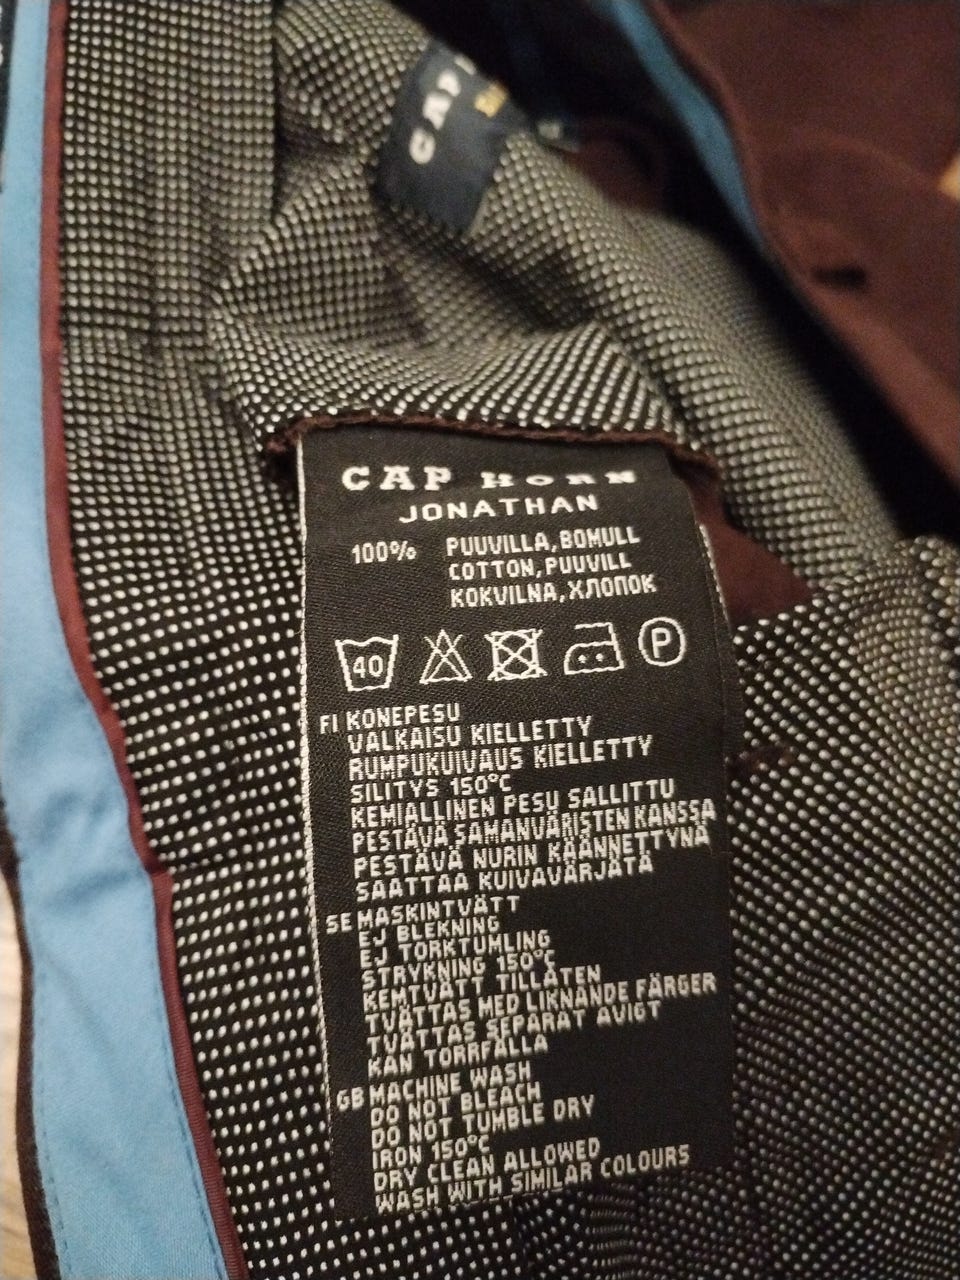 CAP
CAP HORN
JONATHAN
100% PUUVILLA, BOMULL
COTTON, PUUVILL
KOKVILNA, ХЛОПОК
40
P
FI KONEPESU
VALKAISU KIELLETTY
RUMPUKUIVAUS KIELLETTY
SILITYS 150°C
KEMIALLINEN PESU SALLITTU
PESTÄVÄ SAMANVÄRISTEN KANSSA
PESTÄVÄ NURIN KÄÄNNETTYNÄ
SAATTAA KUIVAVÄRJÄTÄ
SE MASKINTVÄTT
EJ BLEKNING
EJ TORKTUMLING
STRYKNING 150°C
KEMTVÄTT TILLÅTEN
TVÄTTAS MED LIKNANDE FÄRGER
TVÄTTAS SEPARAT AVIGT
KAN TORRFÄLLA
GB MACHINE WASH
DO NOT BLEACH
DO NOT TUMBLE DRY
IRON 150°C
DRY CLEAN ALLOWED
WASH WITH SIMILAR COLOURS